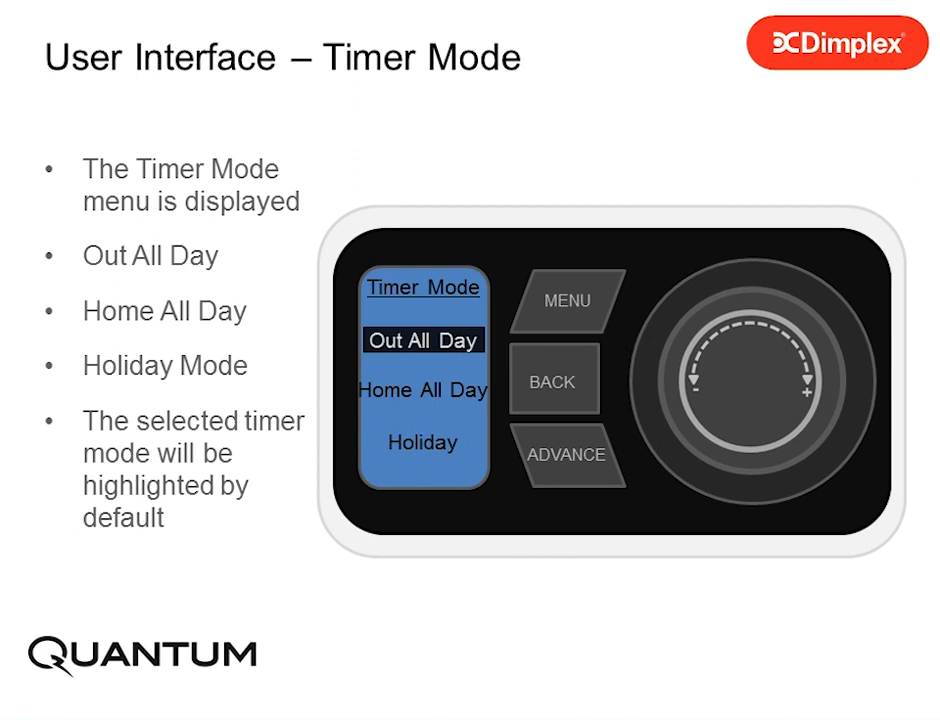 User Interface – Timer Mode
Dimplex
• The Timer Mode
menu is displayed
• Out All Day
• Home All Day
• Holiday Mode
• The selected timer
mode will be
highlighted by
default
Timer Mode
Out All Day
Home All Day
Holiday
MENU
BACK
ADVANCE
- +
QUANTUM